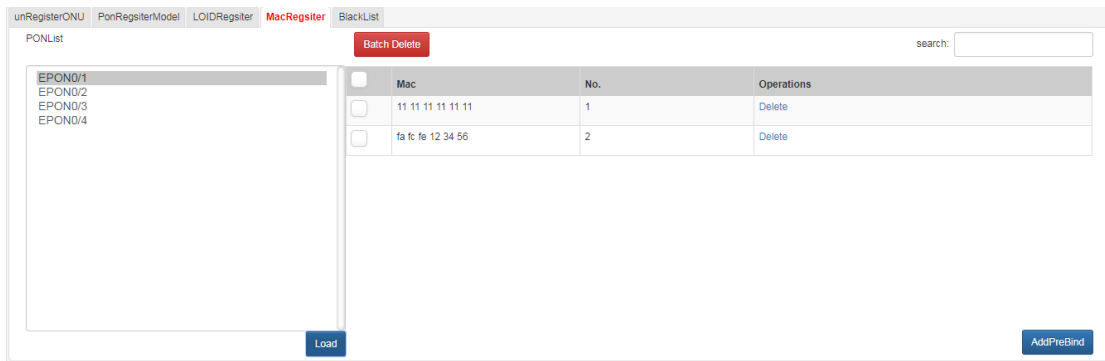 unRegisterONU PonRegsiterModel LOIDRegsiter MacRegsiter BlackList
PONList
Batch Delete
search:
EPON0/1
EPON0/2
EPON0/3
EPON0/4
Mac No. Operations
11 11 11 11 11 11 1 Delete
fa fc fe 12 34 56 2 Delete
Load
AddPreBind